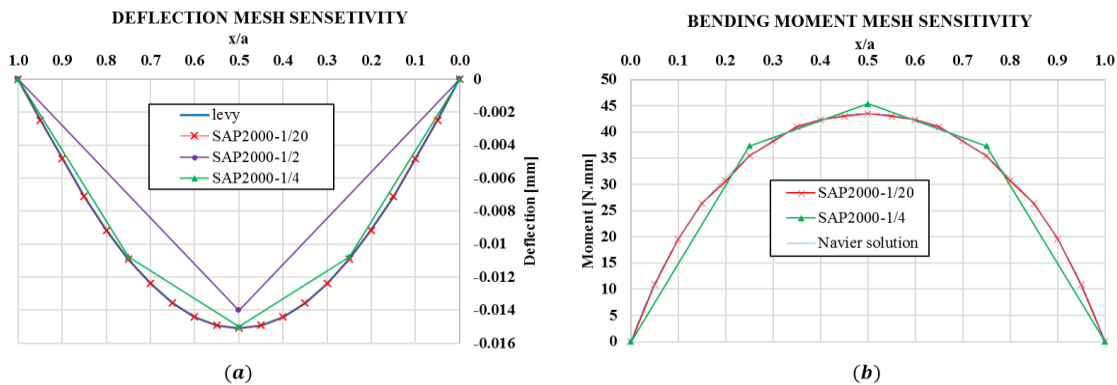 DEFLECTION MESH SENSETIVITY
x/a
1.0 0.9 0.8 0.7 0.6 0.5 0.4 0.3 0.2 0.1 0.0
0
-0.002
-0.004
-0.006
-0.008
-0.01
-0.012
-0.014
-0.016
Deflection [mm]
levy
SAP2000-1/20
SAP2000-1/2
SAP2000-1/4
(a)
BENDING MOMENT MESH SENSITIVITY
x/a
0.0 0.1 0.2 0.3 0.4 0.5 0.6 0.7 0.8 0.9 1.0
50
45
40
35
30
25
20
15
10
5
0
Moment [N.mm]
SAP2000-1/20
SAP2000-1/4
Navier solution
(b)